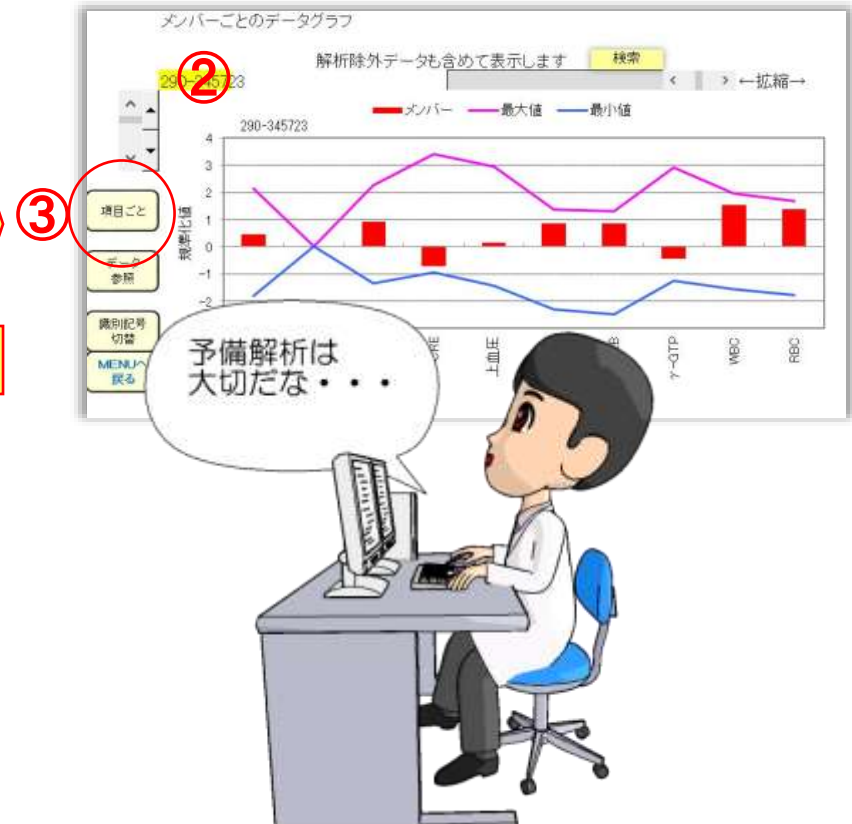 メンバーごとのデータグラフ
解析除外データも含めて表示します
検索
②
290-345723
←拡縮→
メンバー 最大値 最小値
290-345723
4
3
2
1
0
-1
-2
規準化値
③
項目ごと
データ
参照
識別記号
切替
MENUへ
戻る
上血圧
γ-GTP
WBC
RBC
予備解析は
大切だな・・・